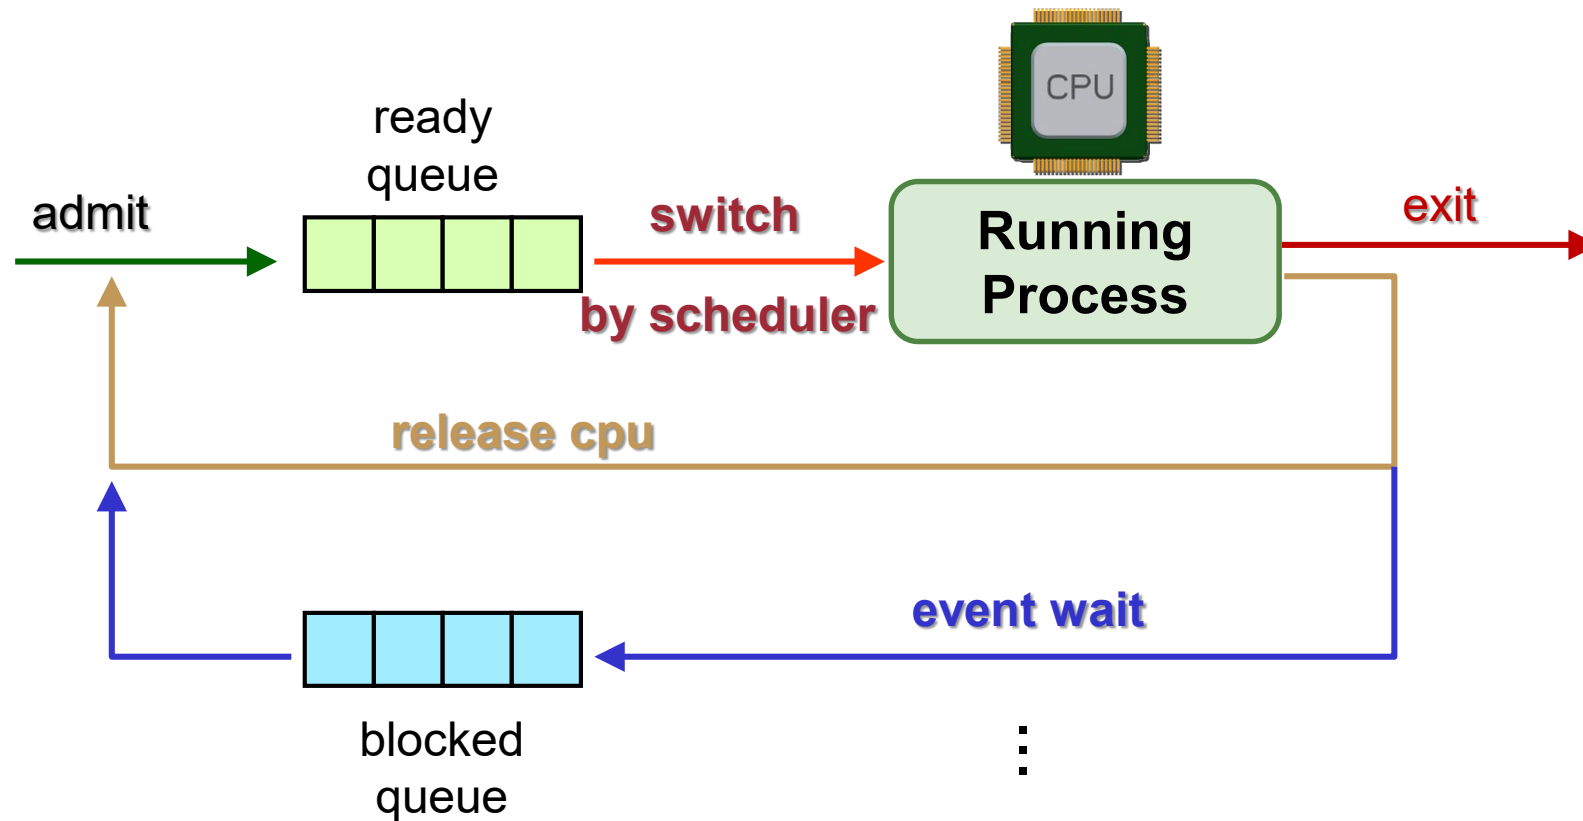 CPU
ready
queue
admit
switch
by scheduler
Running
Process
exit
release cpu
event wait
blocked
queue